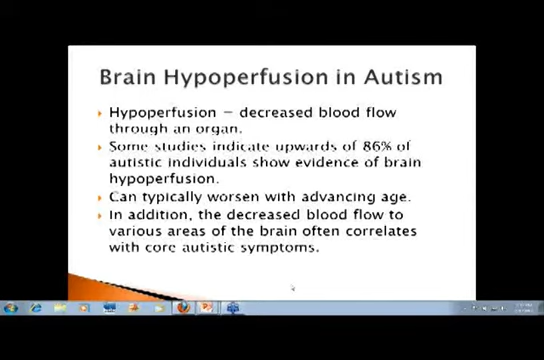 Brain Hypoperfusion in Autism
Hypoperfusion – decreased blood flow
through an organ.
Some studies indicate upwards of 86% of
autistic individuals show evidence of brain
hypoperfusion.
Can typically worsen with advancing age.
In addition, the decreased blood flow to
various areas of the brain often correlates
with core autistic symptoms.